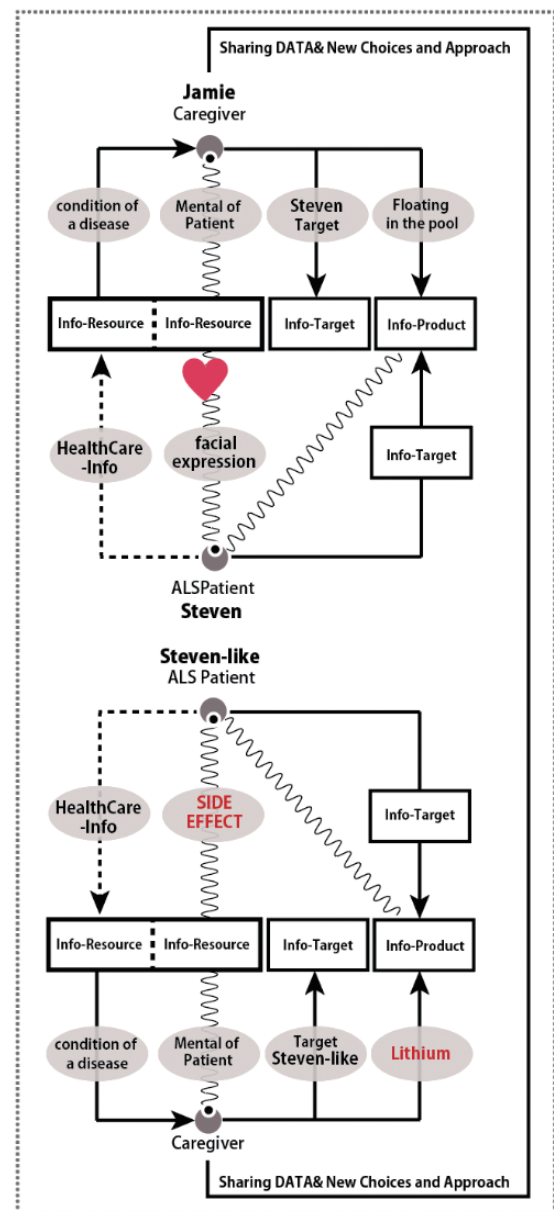 Sharing DATA& New Choices and Approach
Jamie
Caregiver
condition of
a disease
Mental of
Patient
Steven
Target
Floating
in the pool
Info-Resource
Info-Resource
Info-Target
Info-Product
HealthCare
-Info
facial
expression
Info-Target
ALSPatient
Steven
Steven-like
ALS Patient
HealthCare
-Info
SIDE
EFFECT
Info-Target
Info-Resource
Info-Resource
Info-Target
Info-Product
condition of
a disease
Mental of
Patient
Target
Steven-like
Lithium
Caregiver
Sharing DATA& New Choices and Approach